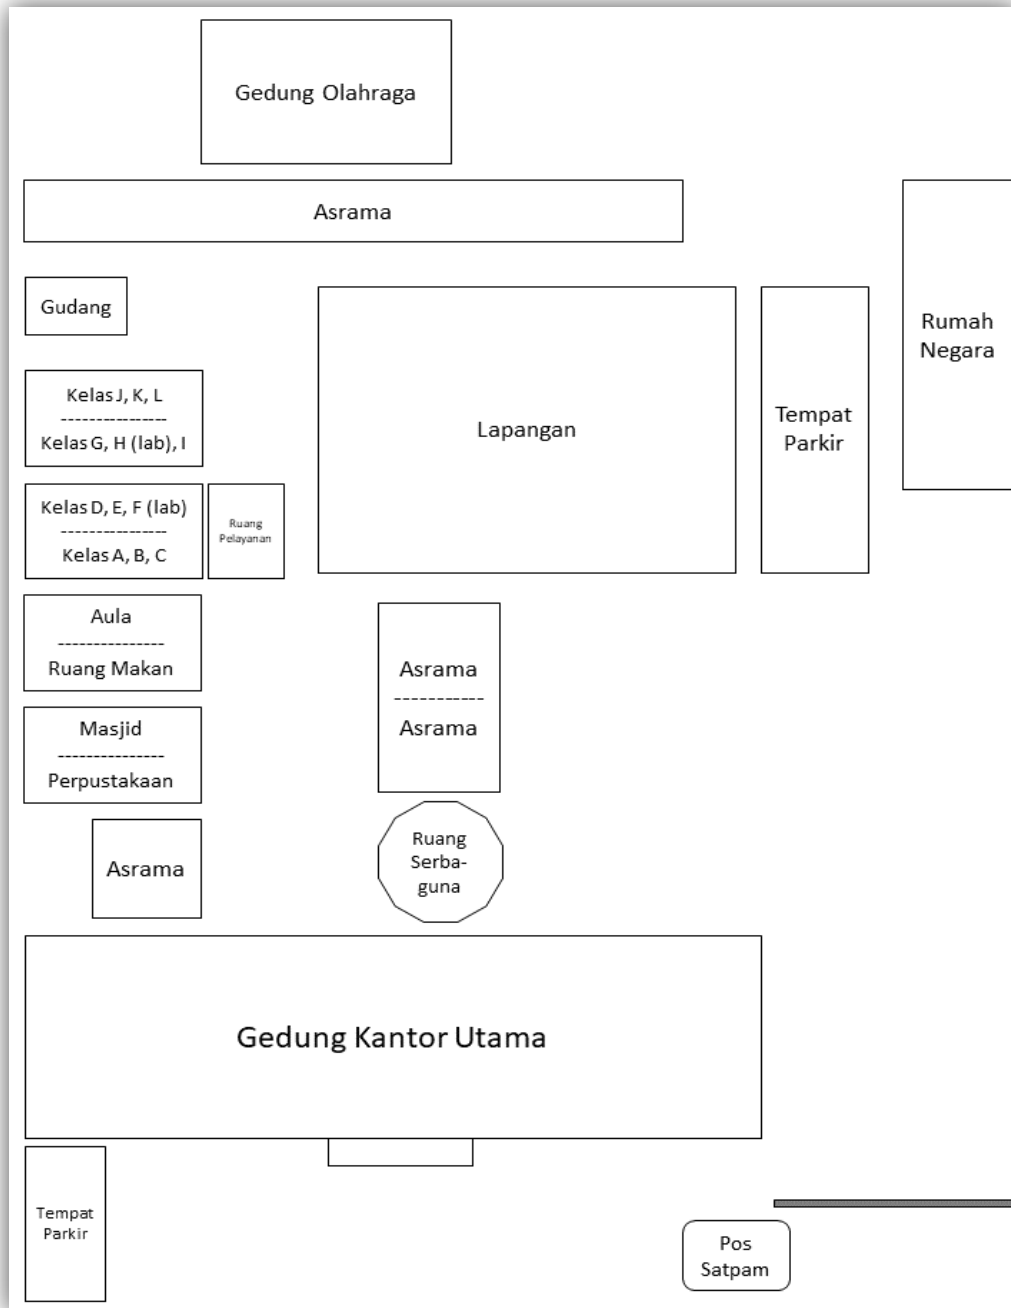 Gedung Olahraga
Asrama
Gudang
Rumah
Negara
Kelas J, K, L
----------------
Kelas G, H (lab), I
Lapangan
Tempat
Parkir
Kelas D, E, F (lab)
----------------
Kelas A, B, C
Ruang
Pelayanan
Aula
----------------
Ruang Makan
Asrama
-----------
Asrama
Masjid
----------------
Perpustakaan
Asrama
Ruang
Serba-
guna
Gedung Kantor Utama
Tempat
Parkir
Pos
Satpam